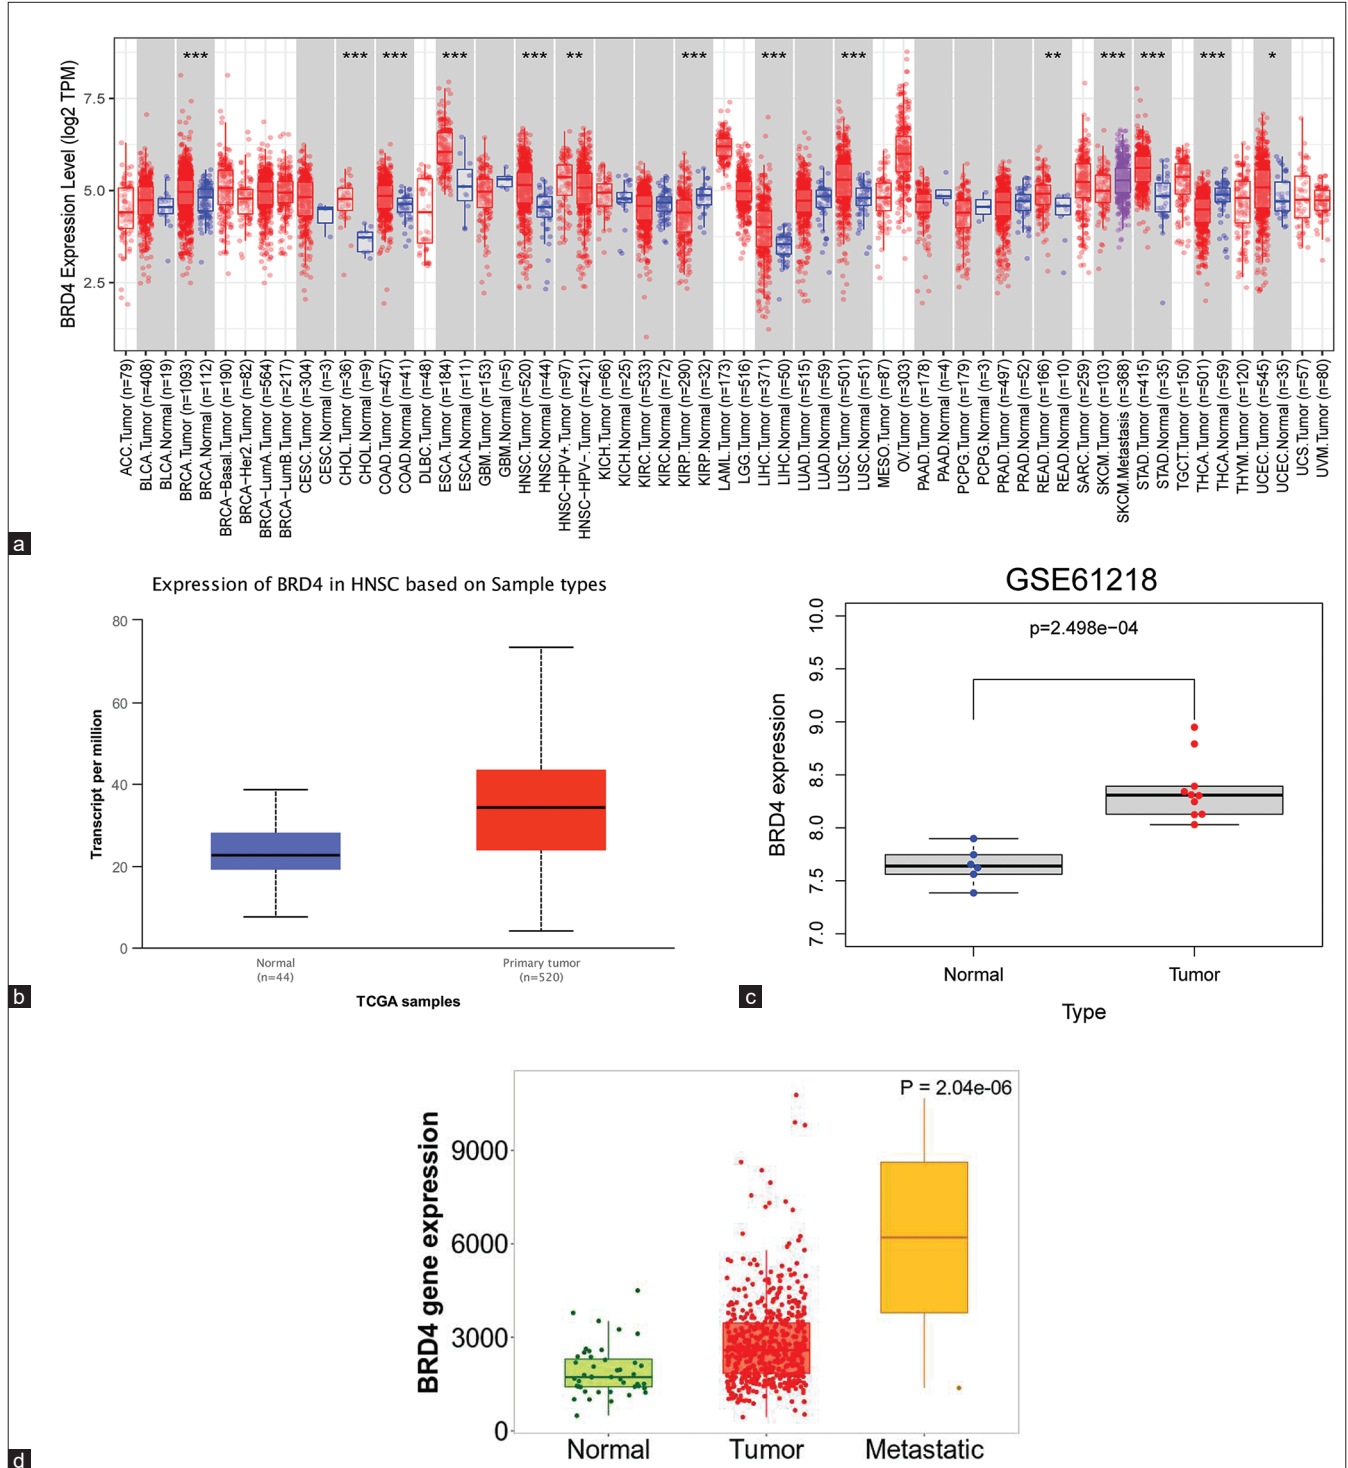 BRD4 Expression Level (log2 TPM)
7.5
5.0
2.5
*** *** *** *** *** ** *** *** *** ** *** *** *** *
ACC.Tumor (n=79)
BLCA.Tumor (n=408)
BLCA.Normal (n=19)
BRCA.Tumor (n=1093)
BRCA.Normal (n=112)
BRCA-Basal.Tumor (n=190)
BRCA-Her2.Tumor (n=82)
BRCA-LumA.Tumor (n=564)
BRCA-LumB.Tumor (n=217)
CESC.Tumor (n=304)
CESC.Normal (n=3)
CHOL.Tumor (n=36)
CHOL.Normal (n=9)
COAD.Tumor (n=457)
COAD.Normal (n=41)
DLBC.Tumor (n=48)
ESCA.Tumor (n=184)
ESCA.Normal (n=11)
GBM.Tumor (n=153)
GBM.Normal (n=5)
HNSC.Tumor (n=520)
HNSC.Normal (n=44)
HNSC-HPV+.Tumor (n=97)
HNSC-HPV-.Tumor (n=421)
KICH.Tumor (n=66)
KICH.Normal (n=25)
KIRC.Tumor (n=533)
KIRC.Normal (n=72)
KIRP.Tumor (n=290)
KIRP.Normal (n=32)
LAML.Tumor (n=173)
LGG.Tumor (n=516)
LIHC.Tumor (n=371)
LIHC.Normal (n=50)
LUAD.Tumor (n=515)
LUAD.Normal (n=59)
LUSC.Tumor (n=501)
LUSC.Normal (n=51)
MESO.Tumor (n=87)
OV.Tumor (n=303)
PAAD.Tumor (n=178)
PAAD.Normal (n=4)
PCPG.Tumor (n=179)
PCPG.Normal (n=3)
PRAD.Tumor (n=497)
PRAD.Normal (n=52)
READ.Tumor (n=166)
READ.Normal (n=10)
SARC.Tumor (n=259)
SKCM.Tumor (n=103)
SKCM.Metastasis (n=368)
STAD.Tumor (n=415)
STAD.Normal (n=35)
TGCT.Tumor (n=150)
THCA.Tumor (n=501)
THCA.Normal (n=59)
THYM.Tumor (n=120)
UCEC.Tumor (n=545)
UCEC.Normal (n=35)
UCS.Tumor (n=57)
UVM.Tumor (n=80)
a
Expression of BRD4 in HNSC based on Sample types
Transcript per million
80
60
40
20
0
Normal
(n=44)
Primary tumor
(n=520)
TCGA samples
b
GSE61218
p=2.498e−04
BRD4 expression
10.0
9.5
9.0
8.5
8.0
7.5
7.0
Normal
Tumor
Type
c
P = 2.04e-06
BRD4 gene expression
9000
6000
3000
0
Normal
Tumor
Metastatic
d